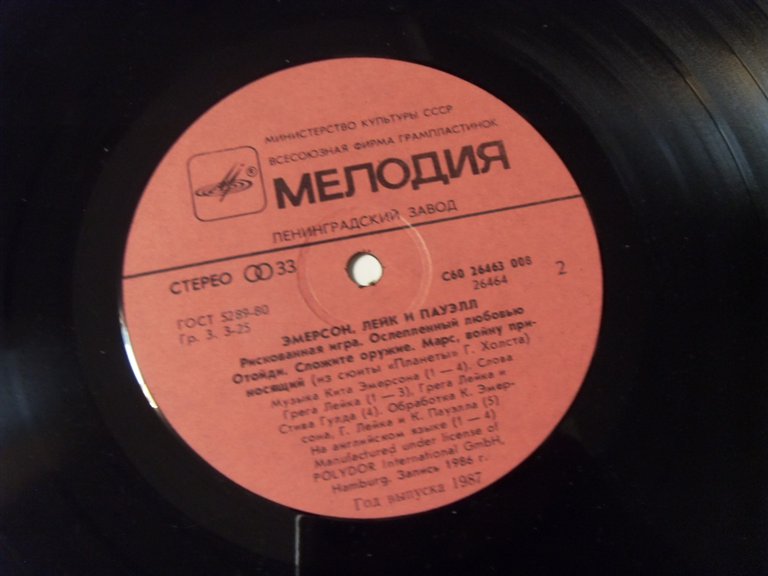 МИНИСТЕРСТВО КУЛЬТУРЫ СССР
ВСЕСОЮЗНАЯ ФИРМА ГРАМПЛАСТИНОК
®
МЕЛОДИЯ
ЛЕНИНГРАДСКИЙ ЗАВОД
СТЕРЕО 33
С60 26463 008
26464
2
ГОСТ 5289-80
Гр. 3. 3-25
ЭМЕРСОН, ЛЕЙК И ПАУЭЛЛ
Рискованная игра. Ослепленный любовью
Отойди. Сложите оружие. Марс, войну при-
носящий (из сюиты «Планеты» Г. Холста)
Музыка Кита Эмерсона (1 — 4). Слова
Грега Лейка (1 — 3), Грега Лейка и
Стива Гулда (4). Обработка К. Эмер-
сона, Г. Лейка и К. Пауэлла (5)
На английском языке (1 — 4)
Manufactured under license of
POLYDOR International GmbH,
Hamburg. Запись 1986 г.
Год выпуска 1987